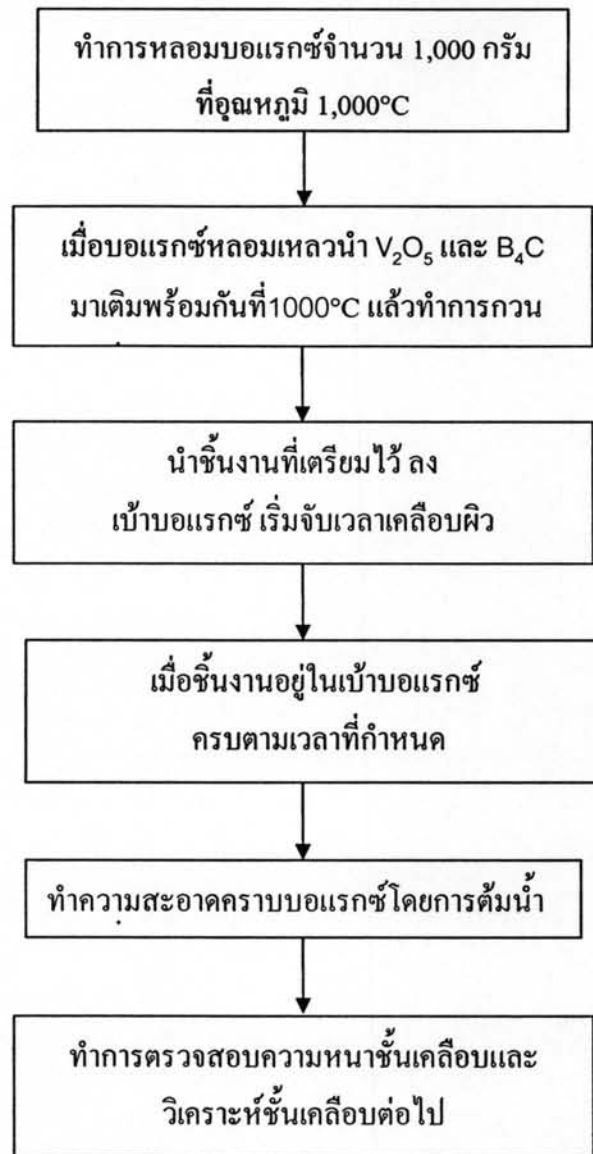 ทำการหลอมบอแรกซ์จำนวน 1,000 กรัม
ที่อุณหภูมิ 1,000°C
เมื่อบอแรกซ์หลอมเหลวนำ V₂O₅ และ B₄C
มาเติมพร้อมกันที่1000°C แล้วทำการกวน
นำชิ้นงานที่เตรียมไว้ ลง
เบ้าบอแรกซ์ เริ่มจับเวลาเคลือบผิว
เมื่อชิ้นงานอยู่ในเบ้าบอแรกซ์
ครบตามเวลาที่กำหนด
ทำความสะอาดคราบบอแรกซ์โดยการต้มน้ำ
ทำการตรวจสอบความหนาชั้นเคลือบและ
วิเคราะห์ชั้นเคลือบต่อไป